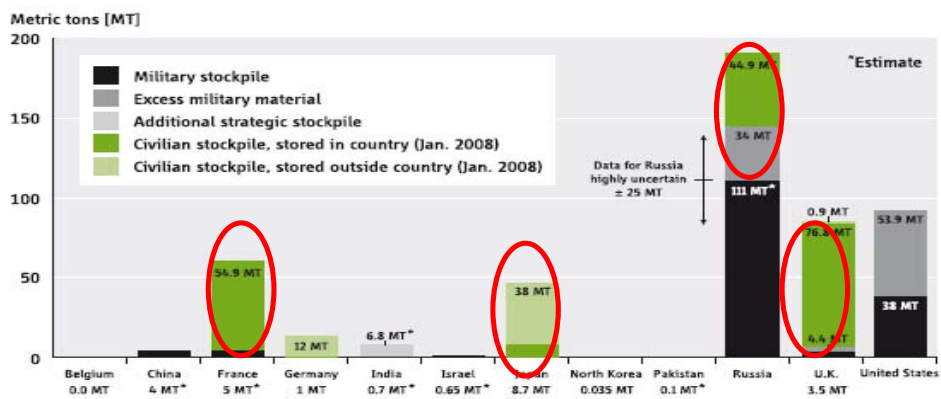 Metric tons [MT]
200
150
100
50
0
Military stockpile
Excess military material
Additional strategic stockpile
Civilian stockpile, stored in country (Jan. 2008)
Civilian stockpile, stored outside country (Jan. 2008)
*Estimate
Data for Russia
highly uncertain
± 25 MT
54.9 MT
12 MT
6.8 MT*
38 MT
44.9 MT
34 MT
111 MT*
0.9 MT
76.8 MT
4.4 MT
53.9 MT
38 MT
Belgium
0.0 MT
China
4 MT*
France
5 MT*
Germany
1 MT
India
0.7 MT*
Israel
0.65 MT*
Japan
8.7 MT
North Korea
0.035 MT
Pakistan
0.1 MT*
Russia
U.K.
3.5 MT
United States